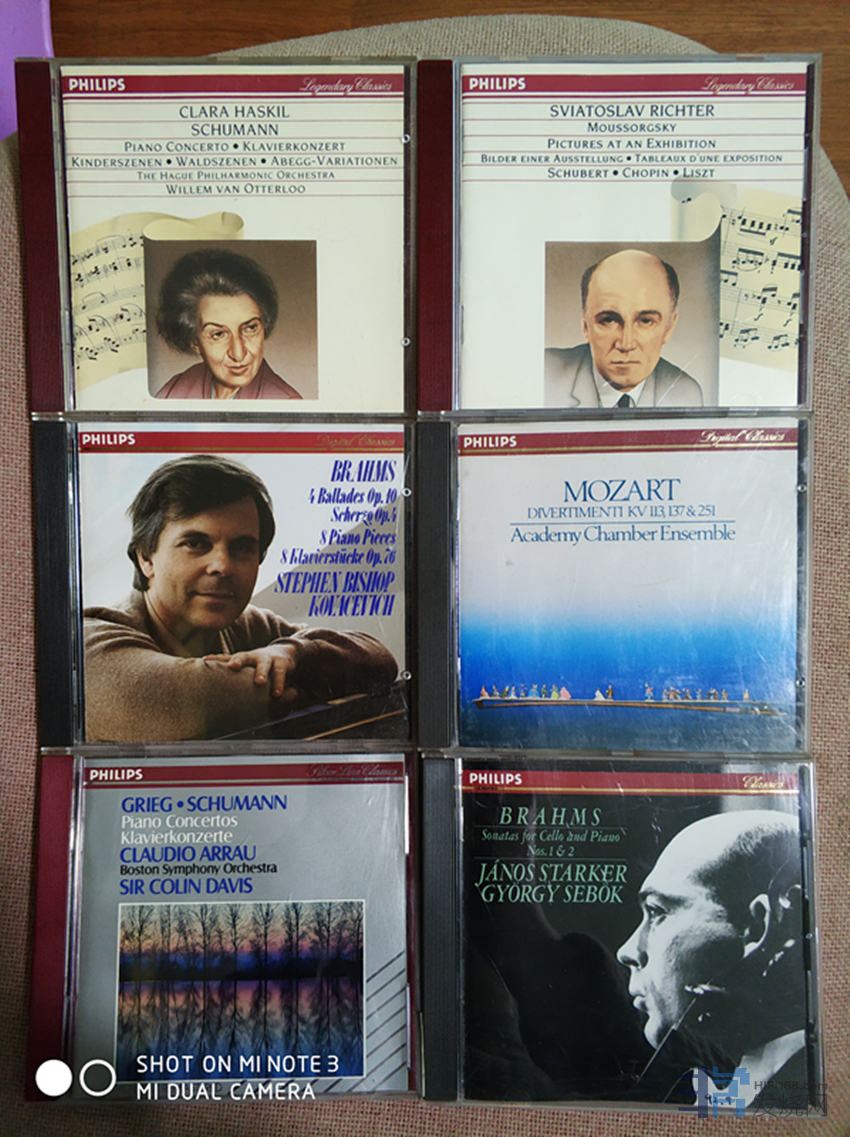 PHILIPS Legendary Classics
CLARA HASKIL
SCHUMANN
PIANO CONCERTO • KLAVIERKONZERT
KINDERSZENEN • WALDSZENEN • ABEGG-VARIATIONEN
THE HAGUE PHILHARMONIC ORCHESTRA
WILLEM VAN OTTERLOO
PHILIPS Legendary Classics
SVIATOSLAV RICHTER
MOUSSORGSKY
PICTURES AT AN EXHIBITION
BILDER EINER AUSSTELLUNG • TABLEAUX D'UNE EXPOSITION
SCHUBERT • CHOPIN • LISZT
PHILIPS Digital Classics
BRAHMS
4 Ballades Op. 10
Scherzo Op. 4
8 Piano Pieces
8 Klavierstücke Op. 76
STEPHEN BISHOP
KOVACEVICH
PHILIPS Digital Classics
MOZART
DIVERTIMENTI KV 113, 137 & 251
Academy Chamber Ensemble
PHILIPS Silver Line Classics
GRIEG • SCHUMANN
Piano Concertos
Klavierkonzerte
CLAUDIO ARRAU
Boston Symphony Orchestra
SIR COLIN DAVIS
PHILIPS Classics
BRAHMS
Sonatas for Cello and Piano
Nos. 1 & 2
JÁNOS STARKER
GYÖRGY SEBÖK
SHOT ON MI NOTE 3
MI DUAL CAMERA
发烧网